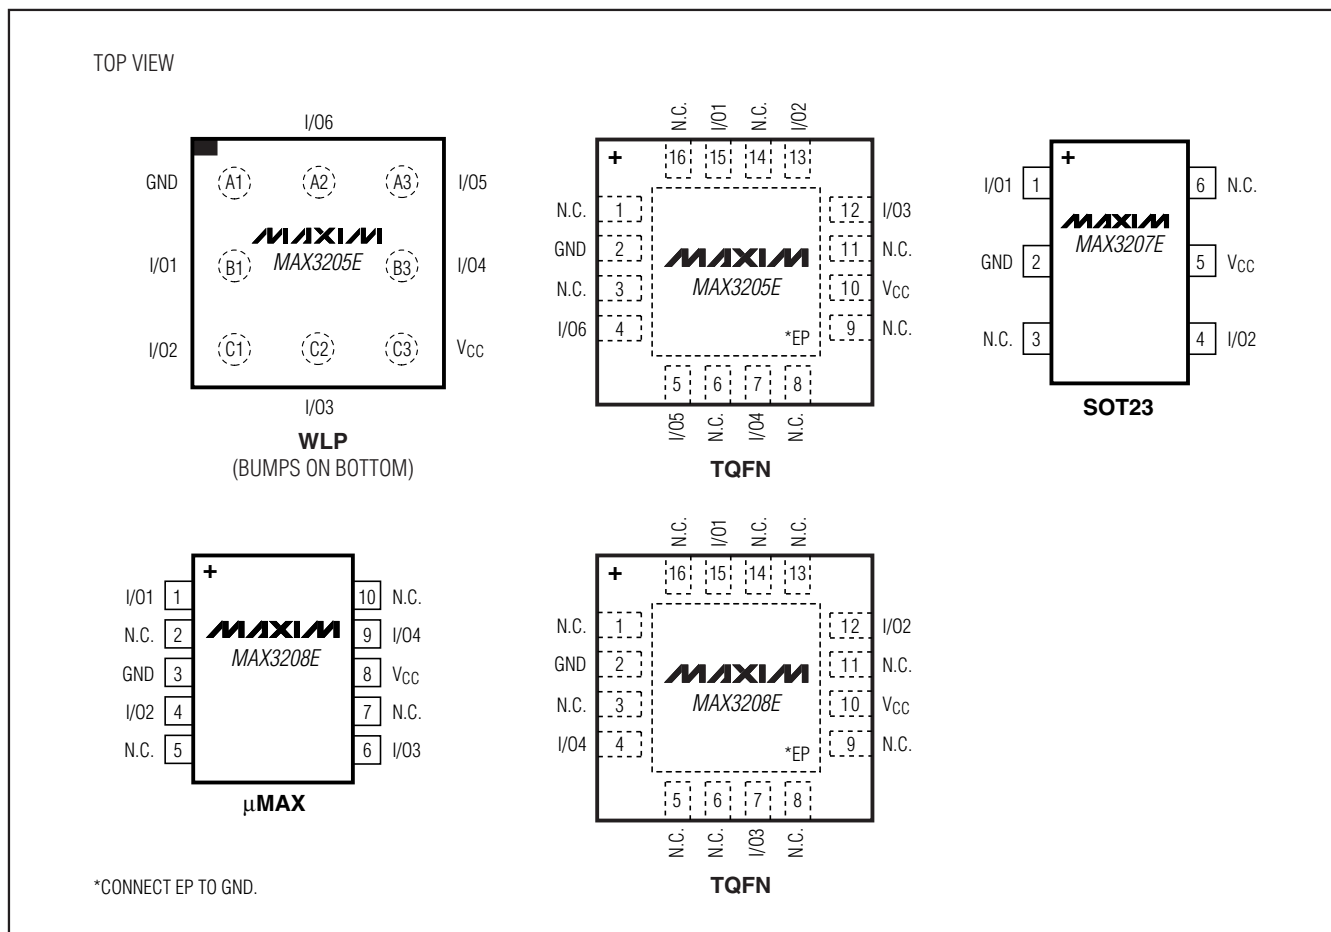 TOP VIEW
I/O6
GND A1 A2 A3 I/O5
MAXIM
MAX3205E
I/O1 B1 B3 I/O4
I/O2 C1 C2 C3 VCC
I/O3
WLP
(BUMPS ON BOTTOM)
N.C. I/O1 N.C. I/O2
+ 16 15 14 13
N.C. 1 12 I/O3
GND 2 11 N.C.
MAXIM
MAX3205E
N.C. 3 10 VCC
I/O6 4 9 N.C.
*EP
5 6 7 8
I/O5 N.C. I/O4 N.C.
TQFN
+
I/O1 1 6 N.C.
MAXIM
MAX3207E
GND 2 5 VCC
N.C. 3 4 I/O2
SOT23
+
I/O1 1 10 N.C.
N.C. 2 9 I/O4
MAXIM
MAX3208E
GND 3 8 VCC
I/O2 4 7 N.C.
N.C. 5 6 I/O3
µMAX
N.C. I/O1 N.C. N.C.
+ 16 15 14 13
N.C. 1 12 I/O2
GND 2 11 N.C.
MAXIM
MAX3208E
N.C. 3 10 VCC
I/O4 4 9 N.C.
*EP
5 6 7 8
N.C. N.C. I/O3 N.C.
TQFN
*CONNECT EP TO GND.